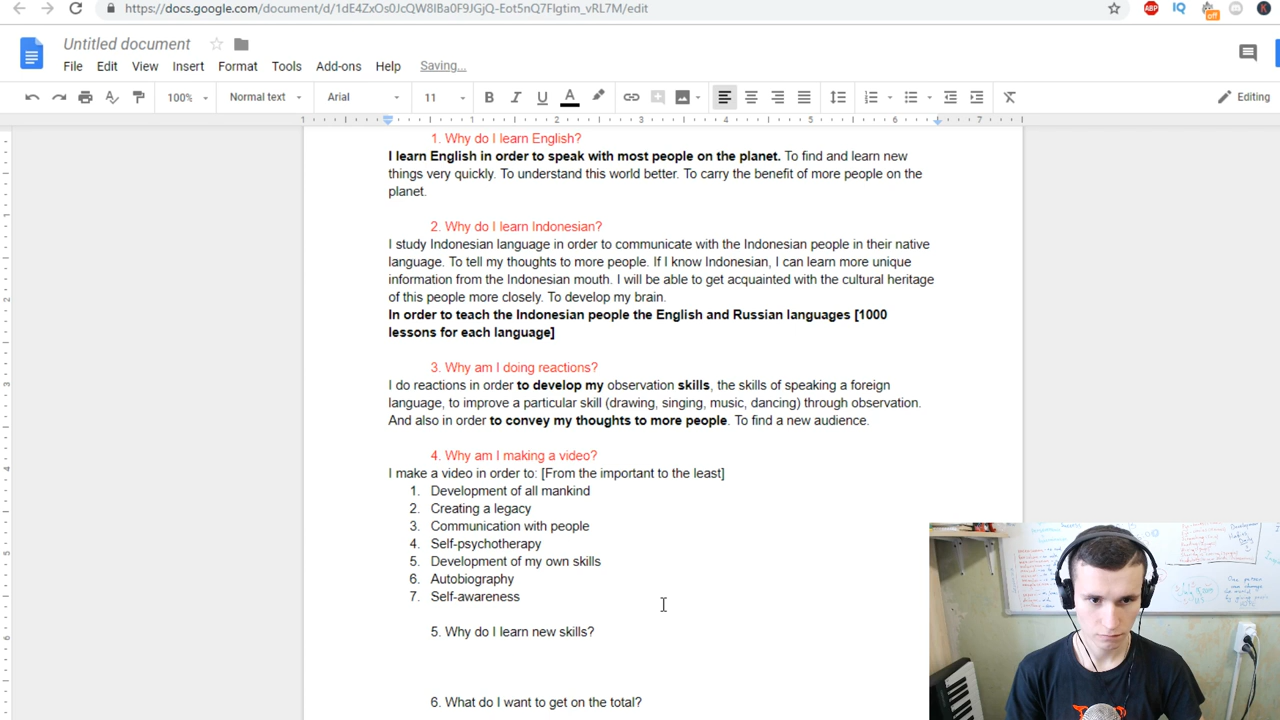 https://docs.google.com/document/d/1dE4ZxOs0JcQW8IBa0F9JGjQ-Eot5nQ7FIgtim_vRL7M/edit
ABP IQ off K
Untitled document
File Edit View Insert Format Tools Add-ons Help Saving...
100% Normal text Arial 11 B I U A Editing
1 1 2 3 4 5 6 7
1. Why do I learn English?
I learn English in order to speak with most people on the planet. To find and learn new
things very quickly. To understand this world better. To carry the benefit of more people on the
planet.
2. Why do I learn Indonesian?
I study Indonesian language in order to communicate with the Indonesian people in their native
language. To tell my thoughts to more people. If I know Indonesian, I can learn more unique
information from the Indonesian mouth. I will be able to get acquainted with the cultural heritage
of this people more closely. To develop my brain.
In order to teach the Indonesian people the English and Russian languages [1000
lessons for each language]
3. Why am I doing reactions?
I do reactions in order to develop my observation skills, the skills of speaking a foreign
language, to improve a particular skill (drawing, singing, music, dancing) through observation.
And also in order to convey my thoughts to more people. To find a new audience.
4. Why am I making a video?
I make a video in order to: [From the important to the least]
1. Development of all mankind
2. Creating a legacy
3. Communication with people
4. Self-psychotherapy
5. Development of my own skills
6. Autobiography
7. Self-awareness
5. Why do I learn new skills?
6. What do I want to get on the total?